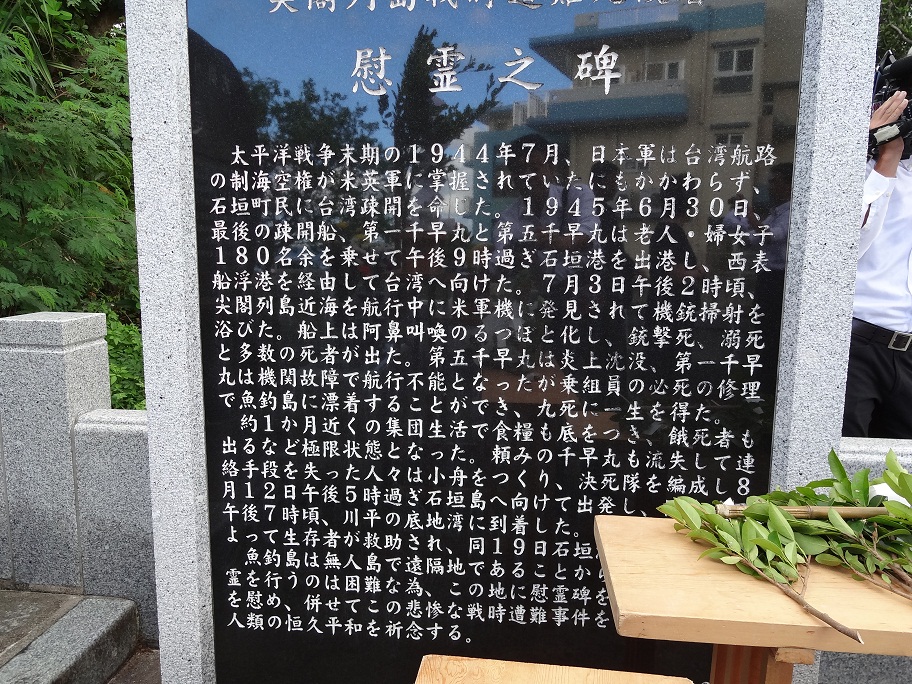 尖閣列島戦時遭難死没者
慰霊之碑
太平洋戦争末期の1944年7月、日本軍は台湾航路
の制海空権が米英軍に掌握されていたにもかかわらず、
石垣町民に台湾疎開を命じた。1945年6月30日、
最後の疎開船、第一千早丸と第五千早丸は老人・婦女子
180名余を乗せて午後9時過ぎ石垣港を出港し、西表
船浮港を経由して台湾へ向けた。7月3日午後2時頃、
尖閣列島近海を航行中に米軍機に発見されて機銃掃射を
浴びた。船上は阿鼻叫喚のるつぼと化し、銃撃死、溺死
と多数の死者が出た。第五千早丸は炎上沈没、第一千早
丸は機関故障で航行不能となったが乗組員の必死の修理
で魚釣島に漂着することができ、九死に一生を得た。
約1か月近くの集団生活で食糧も底をつき、餓死者も
出るなど極限状態となった。頼みの千早丸も流失して連
絡手段を失った人々は小舟をつくり、決死隊を編成し8
月12日午後5時過ぎ石垣島へ向けて出発し、
午後7時頃、川平の底地湾に到着した。
よって生存者が救助され、同19日石垣
魚釣島は無人島で遠隔地であることから
霊を行うのは困難な為、この地に慰霊碑を
を慰め、併せてこの悲惨な戦時遭難事件を
人類の恒久平和を祈念する。